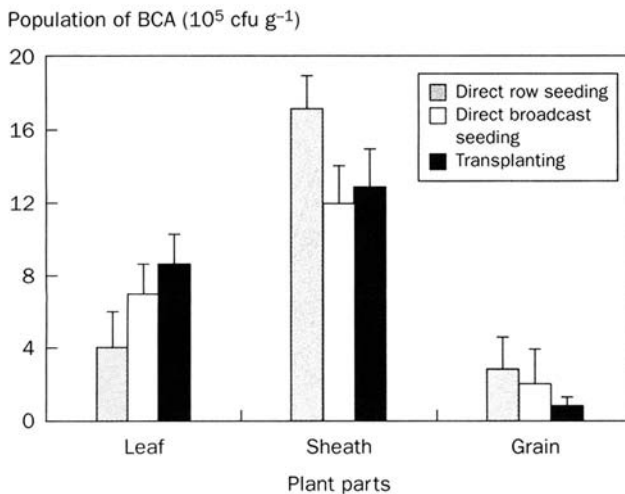 Population of BCA (10⁵ cfu g⁻¹)
20
16
12
8
4
0
Direct row seeding
Direct broadcast
seeding
Transplanting
Leaf
Sheath
Grain
Plant parts